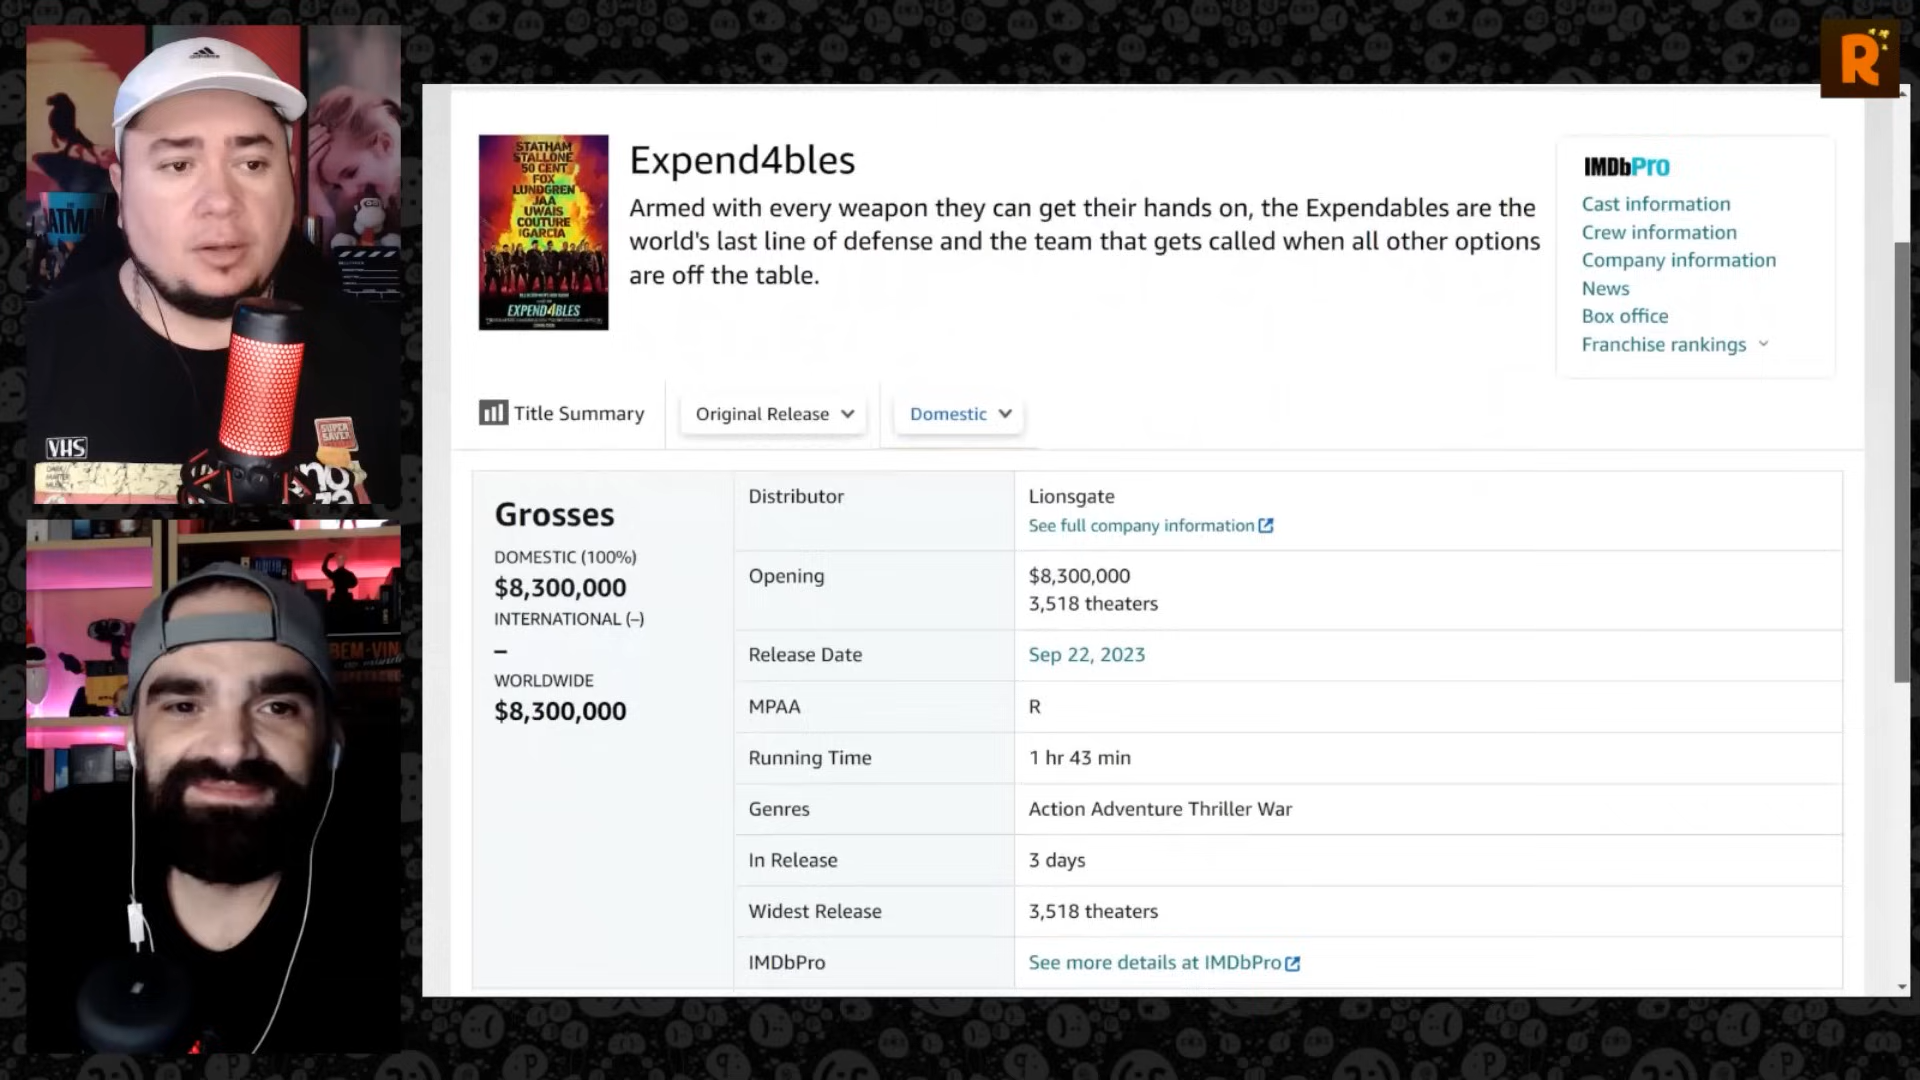 R
Expend4bles
Armed with every weapon they can get their hands on, the Expendables are the
world's last line of defense and the team that gets called when all other options
are off the table.
STATHAM
STALLONE
50 CENT
FOX
LUNDGREN
JAA
UWAIS
COUTURE
GARCIA
EXPEND4BLES
IMDbPro
Cast information
Crew information
Company information
News
Box office
Franchise rankings
Title Summary
Original Release
Domestic
Grosses
DOMESTIC (100%)
$8,300,000
INTERNATIONAL (–)
–
WORLDWIDE
$8,300,000
Distributor
Lionsgate
See full company information
Opening
$8,300,000
3,518 theaters
Release Date
Sep 22, 2023
MPAA
R
Running Time
1 hr 43 min
Genres
Action Adventure Thriller War
In Release
3 days
Widest Release
3,518 theaters
IMDbPro
See more details at IMDbPro
VHS
SUPER
SAVER
BEM-VIN